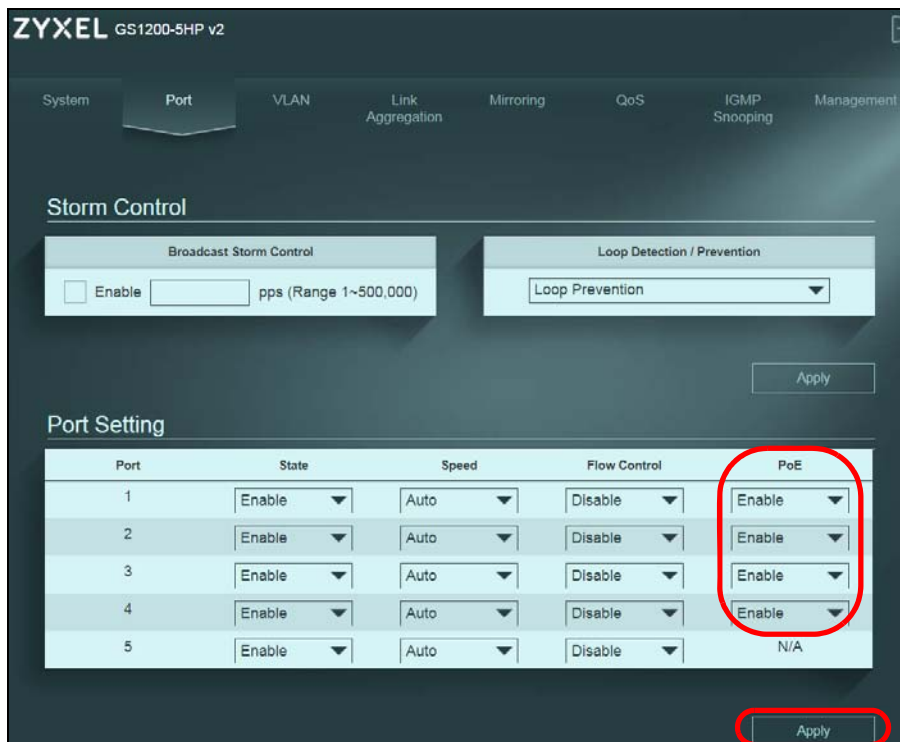 ZYXEL GS1200-5HP v2
System Port VLAN Link Aggregation Mirroring QoS IGMP Snooping Management
Storm Control
Broadcast Storm Control
Enable pps (Range 1~500,000)
Loop Detection / Prevention
Loop Prevention
Apply
Port Setting
Port State Speed Flow Control PoE
1 Enable Auto Disable Enable
2 Enable Auto Disable Enable
3 Enable Auto Disable Enable
4 Enable Auto Disable Enable
5 Enable Auto Disable N/A
Apply